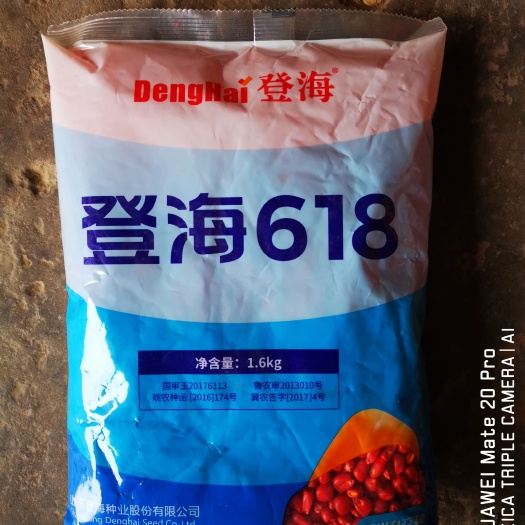 DengHai 登海®
登海618
净含量：1.6kg
国审玉20176113 鲁农审2013010号
皖农种函[2016]174号 冀农告字[2017]4号
海种业股份有限公司
Denghai Seed Co. Ltd
HUAWEI Mate 20 Pro
TRIPLE CAMERA | AI